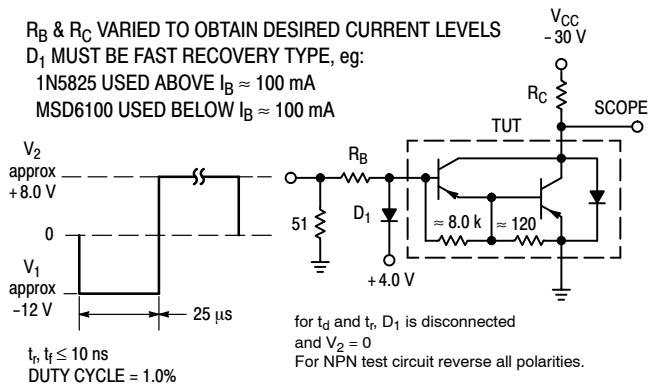 R_B & R_C VARIED TO OBTAIN DESIRED CURRENT LEVELS
D_1 MUST BE FAST RECOVERY TYPE, eg:
1N5825 USED ABOVE I_B ≈ 100 mA
MSD6100 USED BELOW I_B ≈ 100 mA
V_CC
- 30 V
R_C
SCOPE
TUT
V_2
approx
+8.0 V
0
V_1
approx
-12 V
25 μs
t_r, t_f ≤ 10 ns
DUTY CYCLE = 1.0%
R_B
51
D_1
+4.0 V
≈ 8.0 k
≈ 120
for t_d and t_r, D_1 is disconnected
and V_2 = 0
For NPN test circuit reverse all polarities.